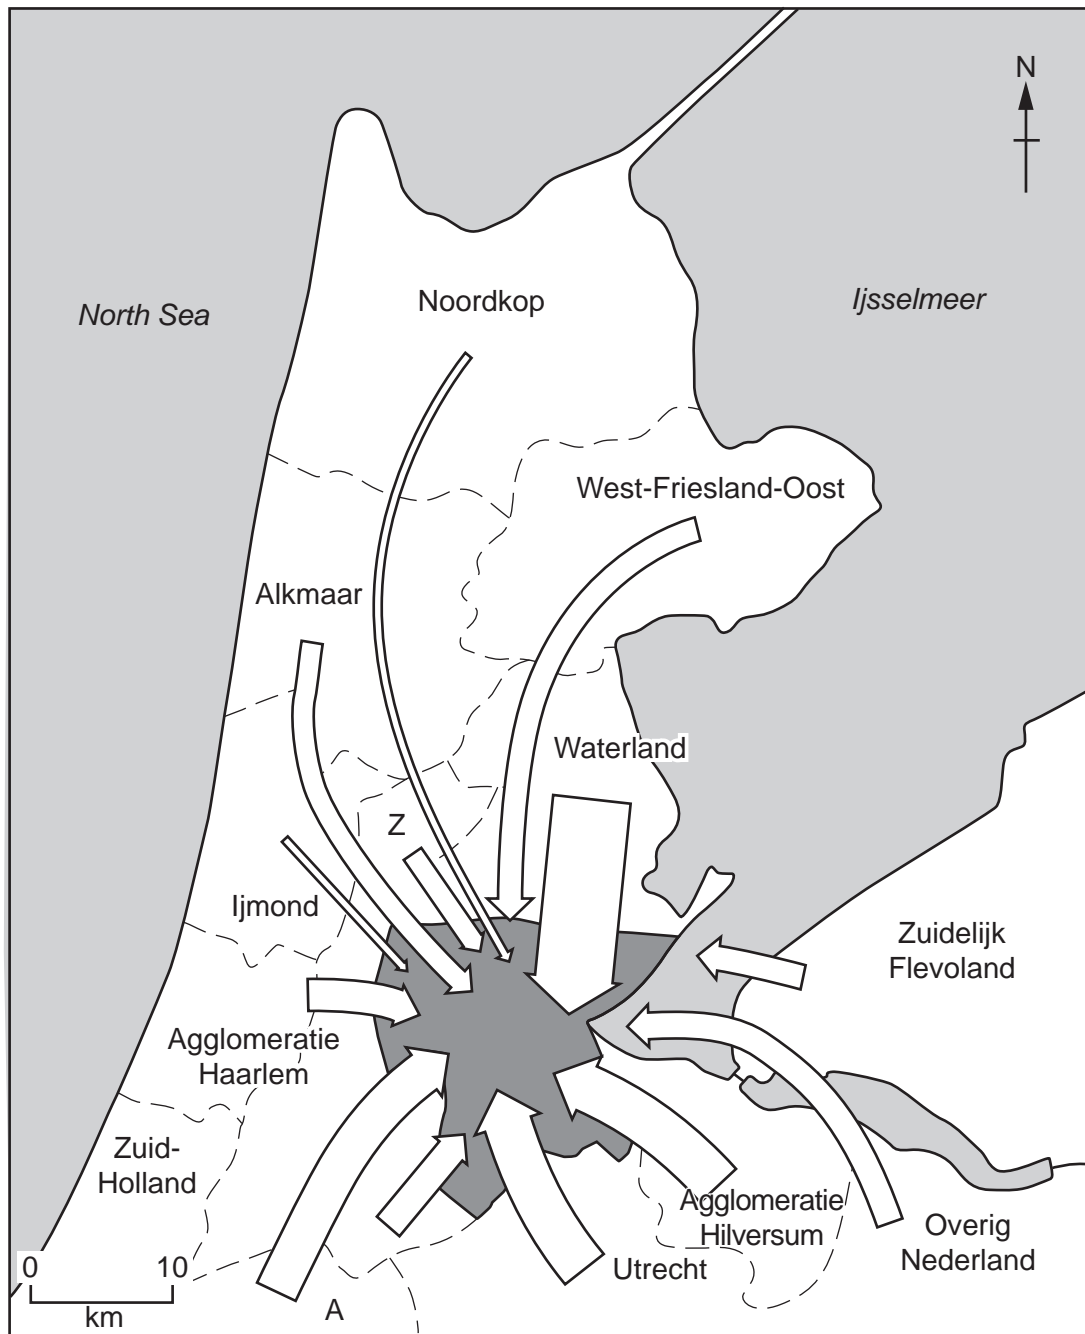 N
North Sea
Noordkop
Ijsselmeer
West-Friesland-Oost
Alkmaar
Waterland
Z
Ijmond
Zuidelijk
Flevoland
Agglomeratie
Haarlem
Zuid-
Holland
Agglomeratie
Hilversum
Overig
Nederland
Utrecht
A
0 10
km